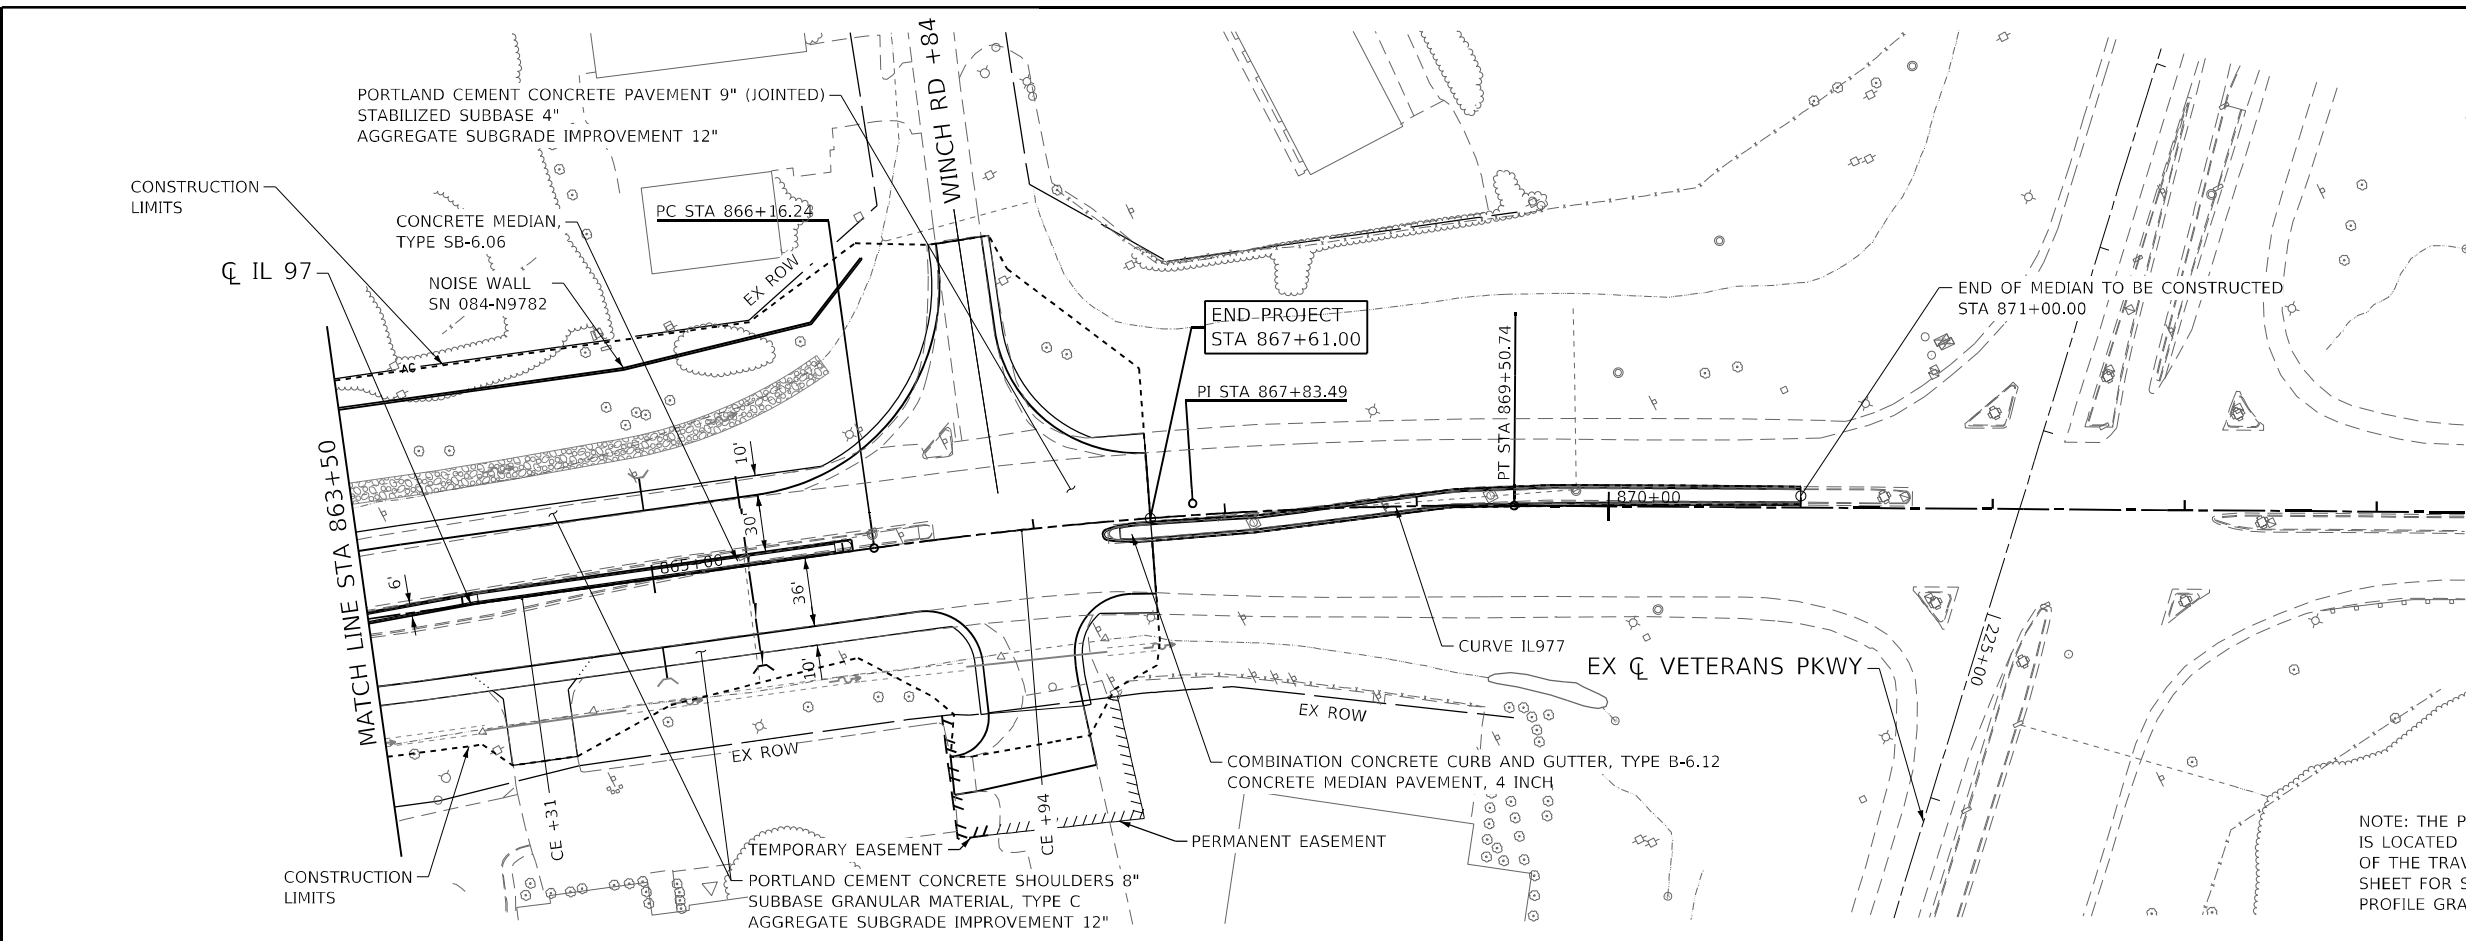 WINCH RD +84
PORTLAND CEMENT CONCRETE PAVEMENT 9" (JOINTED)
STABILIZED SUBBASE 4"
AGGREGATE SUBGRADE IMPROVEMENT 12"
CONSTRUCTION
LIMITS
CONCRETE MEDIAN,
TYPE SB-6.06
PC STA 866+16.24
℄ IL 97
NOISE WALL
SN 084-N9782
EX ROW
END PROJECT
STA 867+61.00
END OF MEDIAN TO BE CONSTRUCTED
STA 871+00.00
PI STA 867+83.49
PT STA 869+50.74
AC
MATCH LINE STA 863+50
10'
30'
6'
865+00
36'
10'
870+00
CURVE IL977
EX ℄ VETERANS PKWY
225+00
EX ROW
EX ROW
COMBINATION CONCRETE CURB AND GUTTER, TYPE B-6.12
CONCRETE MEDIAN PAVEMENT, 4 INCH
CE +31
CE +94
PERMANENT EASEMENT
TEMPORARY EASEMENT
CONSTRUCTION
LIMITS
PORTLAND CEMENT CONCRETE SHOULDERS 8"
SUBBASE GRANULAR MATERIAL, TYPE C
AGGREGATE SUBGRADE IMPROVEMENT 12"
NOTE: THE P
IS LOCATED
OF THE TRAV
SHEET FOR S
PROFILE GRA